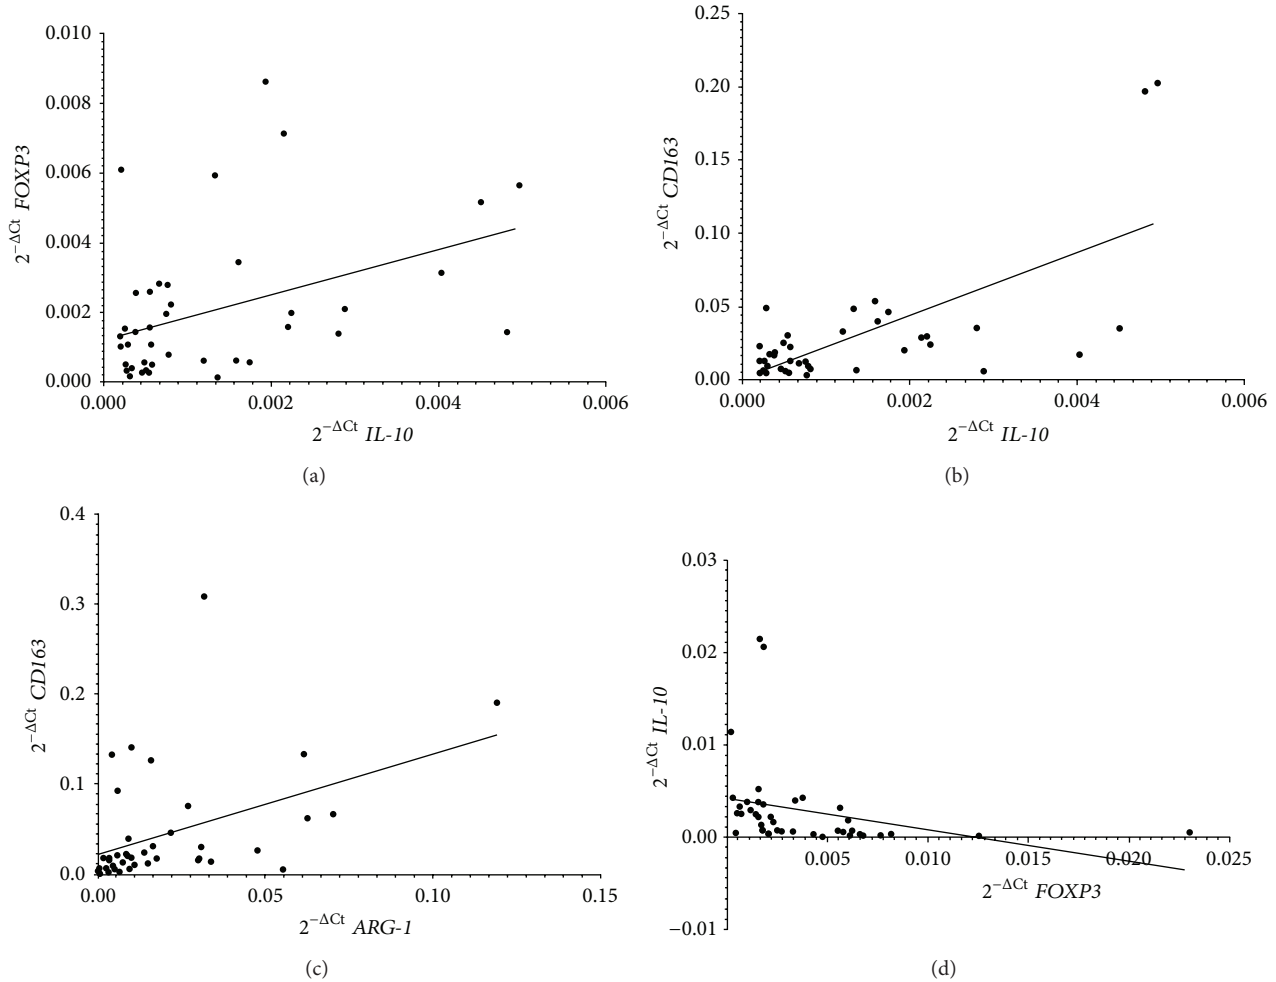 0.010
0.008
0.006
0.004
0.002
0.000
2−ΔCt FOXP3
0.000 0.002 0.004 0.006
2−ΔCt IL-10
(a)
0.25
0.20
0.15
0.10
0.05
0.00
2−ΔCt CD163
0.000 0.002 0.004 0.006
2−ΔCt IL-10
(b)
0.4
0.3
0.2
0.1
0.0
2−ΔCt CD163
0.00 0.05 0.10 0.15
2−ΔCt ARG-1
(c)
0.03
0.02
0.01
0.00
−0.01
2−ΔCt IL-10
0.005 0.010 0.015 0.020 0.025
2−ΔCt FOXP3
(d)